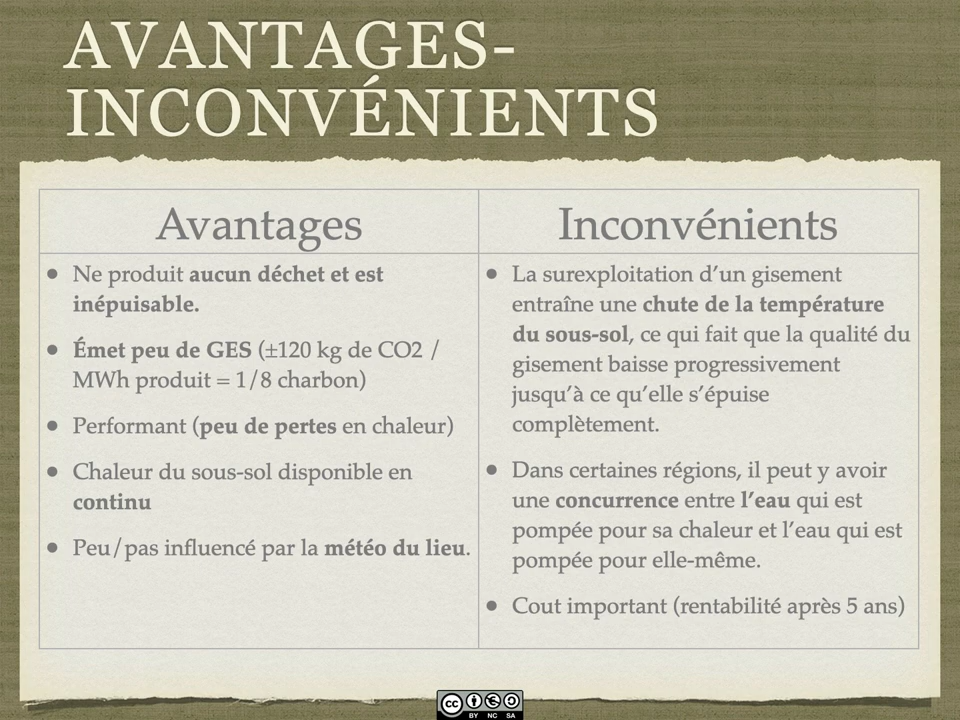 AVANTAGES-
INCONVÉNIENTS
Avantages
• Ne produit aucun déchet et est
inépuisable.
• Émet peu de GES (±120 kg de CO2 /
MWh produit = 1/8 charbon)
• Performant (peu de pertes en chaleur)
• Chaleur du sous-sol disponible en
continu
• Peu/pas influencé par la météo du lieu.
Inconvénients
• La surexploitation d’un gisement
entraîne une chute de la température
du sous-sol, ce qui fait que la qualité du
gisement baisse progressivement
jusqu’à ce qu’elle s’épuise
complètement.
• Dans certaines régions, il peut y avoir
une concurrence entre l’eau qui est
pompée pour sa chaleur et l’eau qui est
pompée pour elle-même.
• Cout important (rentabilité après 5 ans)
cc
BY NC SA